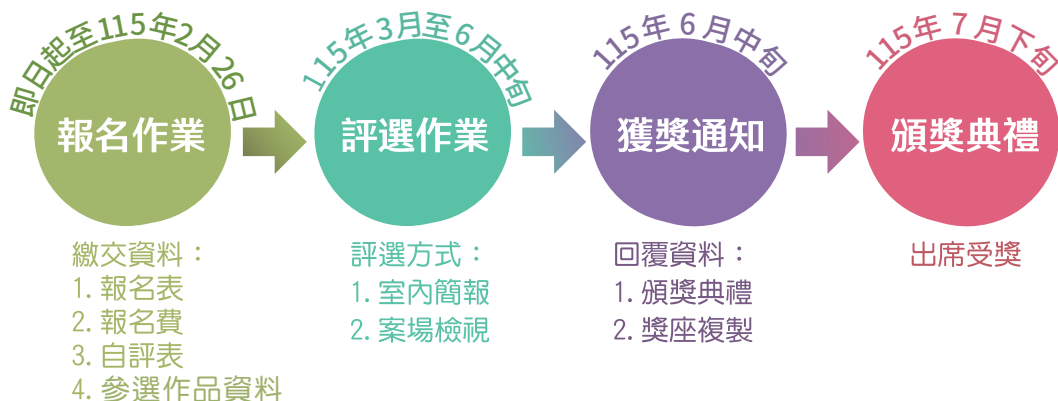 即日起至115年2月26日
報名作業
繳交資料：
1. 報名表
2. 報名費
3. 自評表
4. 參選作品資料
115年3月至6月中旬
評選作業
評選方式：
1. 室內簡報
2. 案場檢視
115年 6月中旬
獲獎通知
回覆資料：
1. 頒獎典禮
2. 獎座複製
115年 7月下旬
頒獎典禮
出席受獎